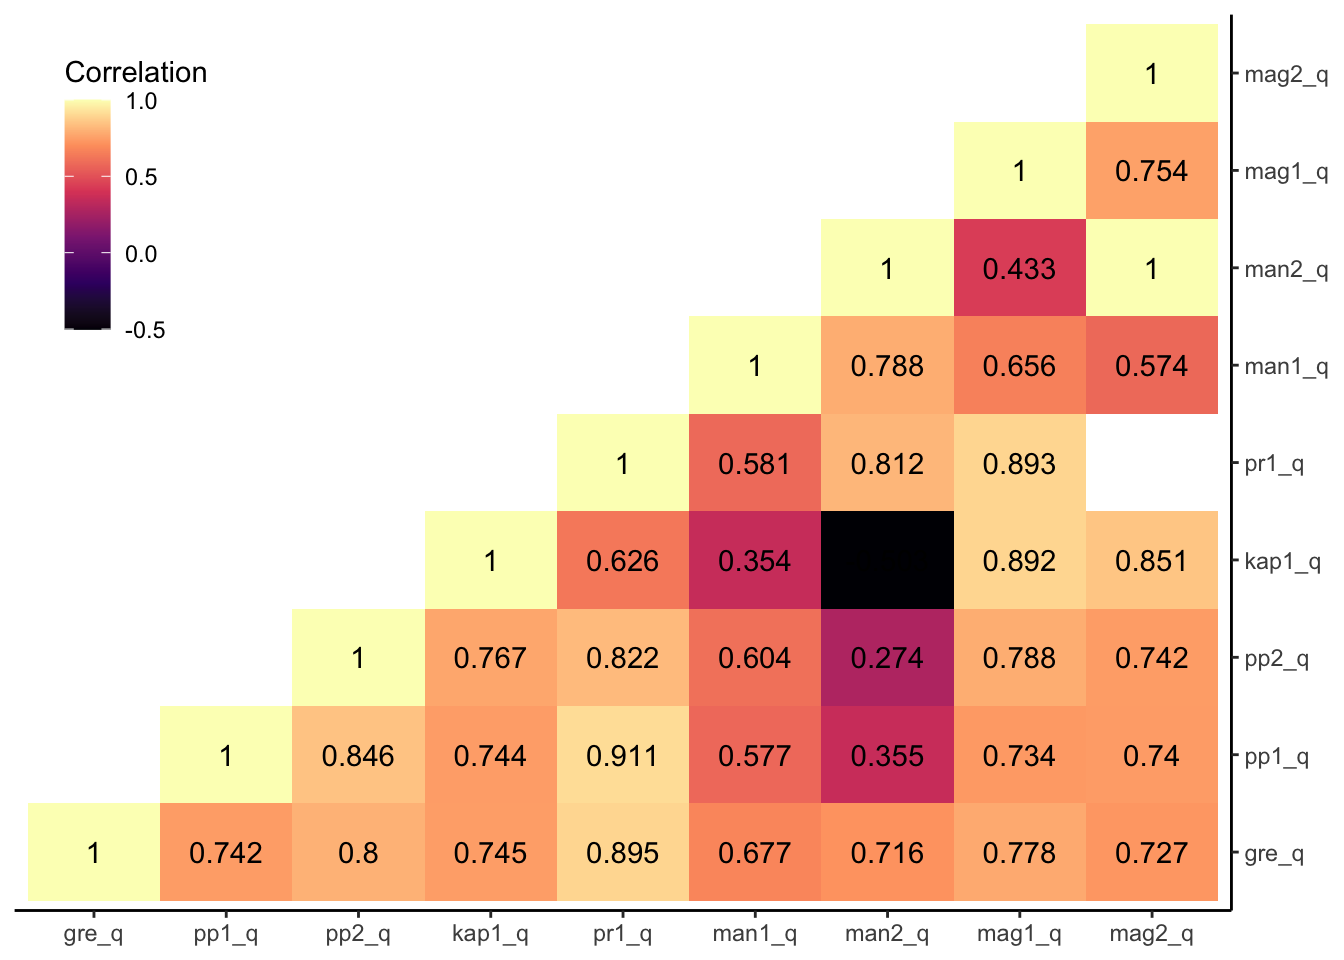 Correlation
1.0
0.5
0.0
-0.5
1 mag2_q
1 0.754 mag1_q
1 0.433 1 man2_q
1 0.788 0.656 0.574 man1_q
1 0.581 0.812 0.893 pr1_q
1 0.626 0.354 0.892 0.851 kap1_q
1 0.767 0.822 0.604 0.274 0.788 0.742 pp2_q
1 0.846 0.744 0.911 0.577 0.355 0.734 0.74 pp1_q
1 0.742 0.8 0.745 0.895 0.677 0.716 0.778 0.727 gre_q
gre_q pp1_q pp2_q kap1_q pr1_q man1_q man2_q mag1_q mag2_q